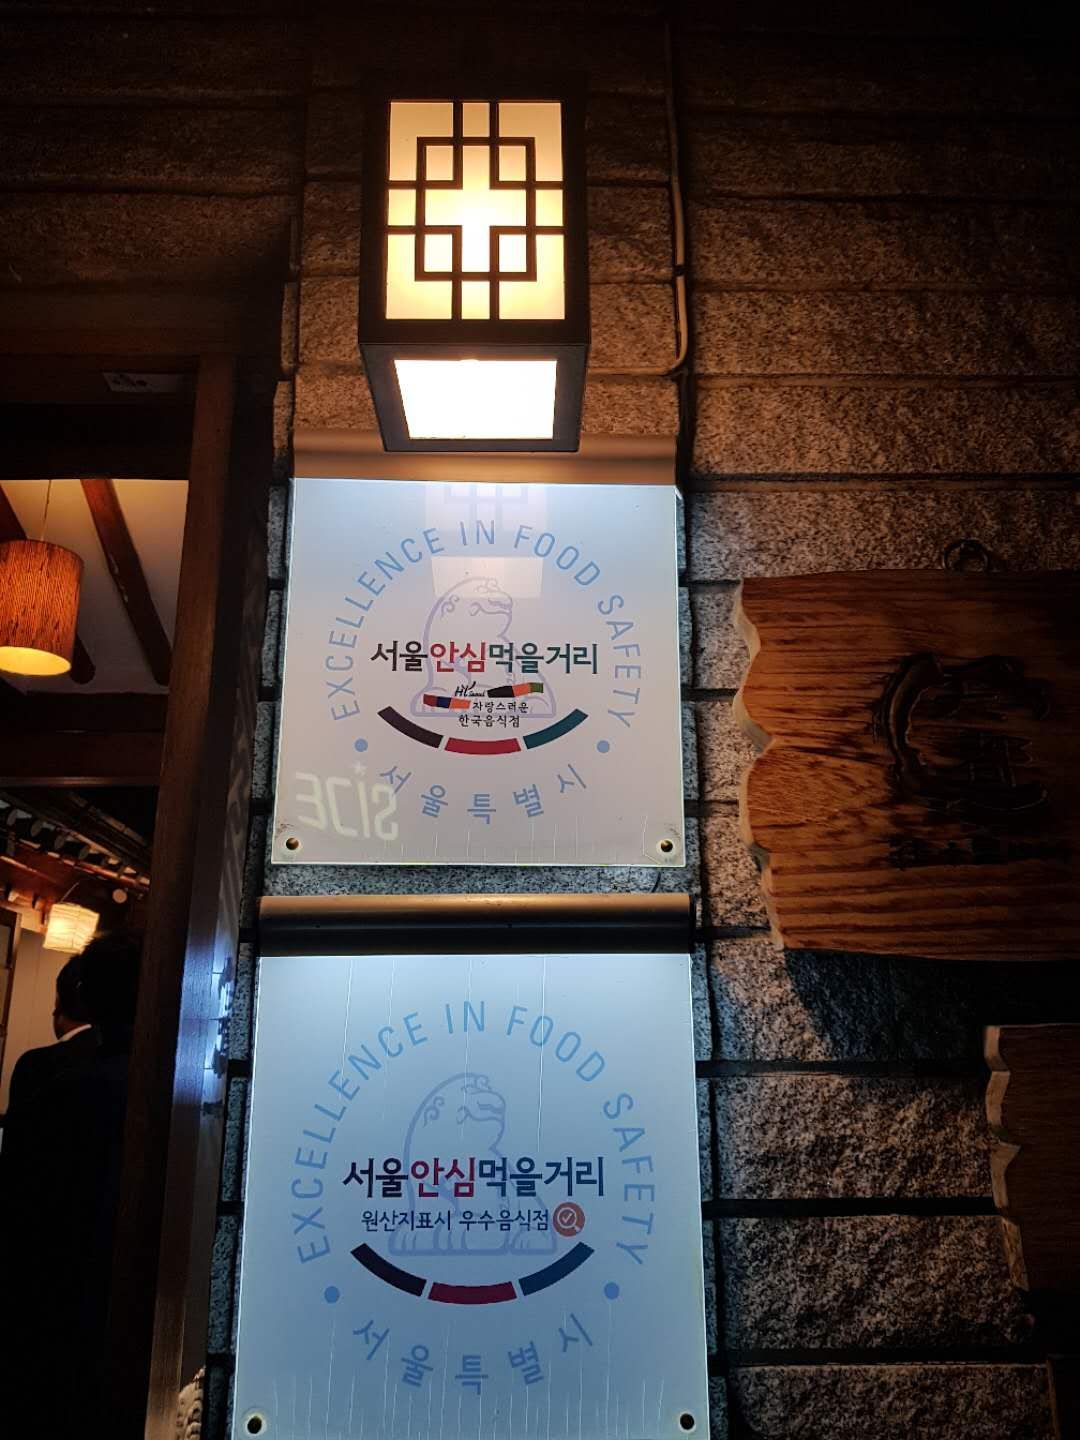 EXCELLENCE IN FOOD SAFETY
서울안심먹을거리
Hi Seoul
자랑스러운
한국음식점
서울특별시
SIJE
EXCELLENCE IN FOOD SAFETY
서울안심먹을거리
원산지표시 우수음식점
서울특별시